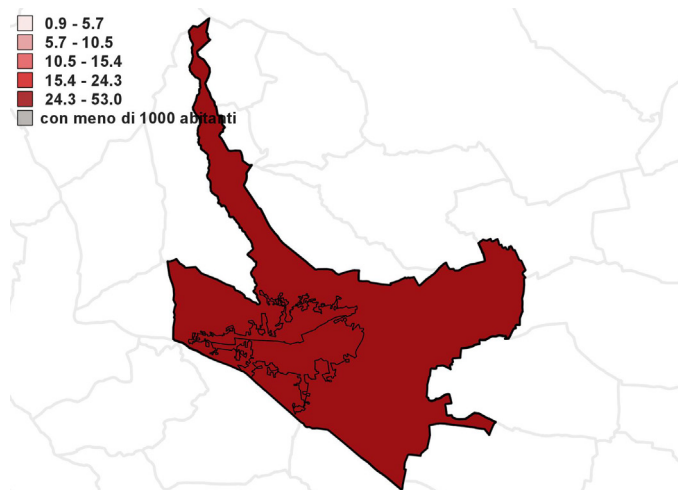 0.9 - 5.7
5.7 - 10.5
10.5 - 15.4
15.4 - 24.3
24.3 - 53.0
con meno di 1000 abitanti